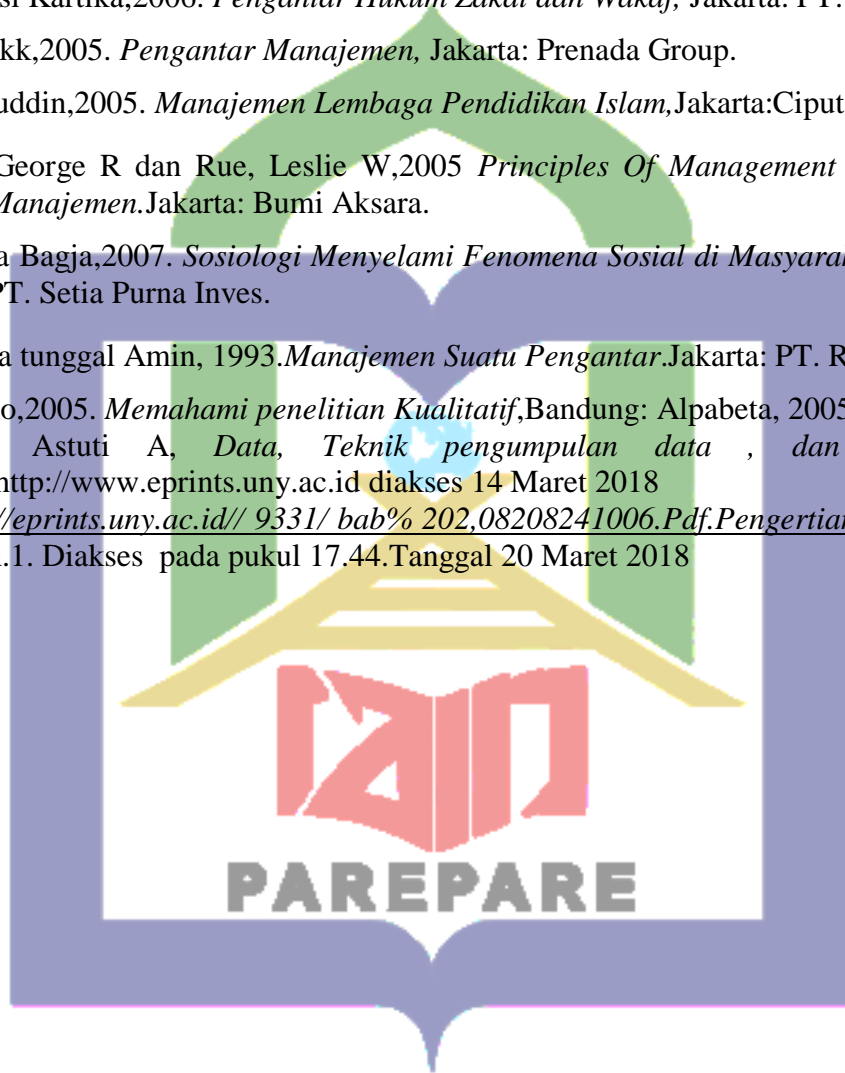 si Kartika,2006. Pengantar Hukum Zakat dan Wakaf, Jakarta: PT.
kk,2005. Pengantar Manajemen, Jakarta: Prenada Group.
uddin,2005. Manajemen Lembaga Pendidikan Islam,Jakarta:Ciput
George R dan Rue, Leslie W,2005 Principles Of Management
Manajemen.Jakarta: Bumi Aksara.
a Bagja,2007. Sosiologi Menyelami Fenomena Sosial di Masyara
PT. Setia Purna Inves.
a tunggal Amin, 1993.Manajemen Suatu Pengantar.Jakarta: PT. R
o,2005. Memahami penelitian Kualitatif,Bandung: Alpabeta, 2005
Astuti A, Data, Teknik pengumpulan data , dan
http://www.eprints.uny.ac.id diakses 14 Maret 2018
//eprints.uny.ac.id// 9331/ bab% 202,08208241006.Pdf.Pengertian
.1. Diakses pada pukul 17.44.Tanggal 20 Maret 2018
iain
PAREPARE